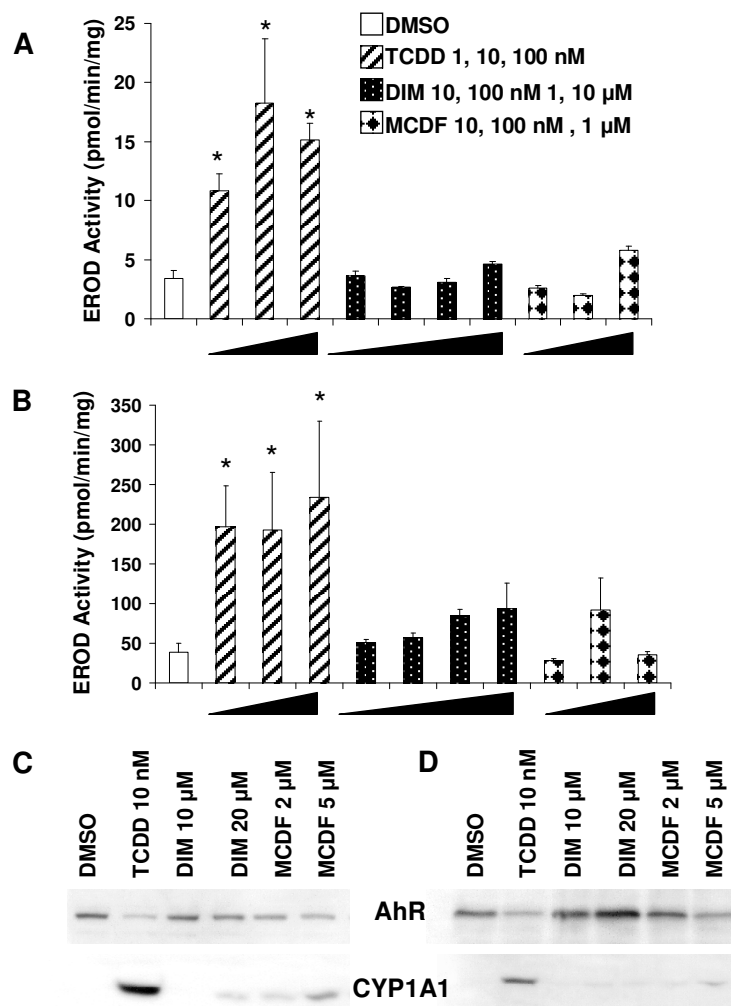 A
DMSO
TCDD 1, 10, 100 nM
DIM 10, 100 nM 1, 10 µM
MCDF 10, 100 nM , 1 µM
EROD Activity (pmol/min/mg)
25
20
15
10
5
0
* * *
B
EROD Activity (pmol/min/mg)
350
300
250
200
150
100
50
0
* * *
C
DMSO
TCDD 10 nM
DIM 10 µM
DIM 20 µM
MCDF 2 µM
MCDF 5 µM
D
DMSO
TCDD 10 nM
DIM 10 µM
DIM 20 µM
MCDF 2 µM
MCDF 5 µM
AhR
CYP1A1